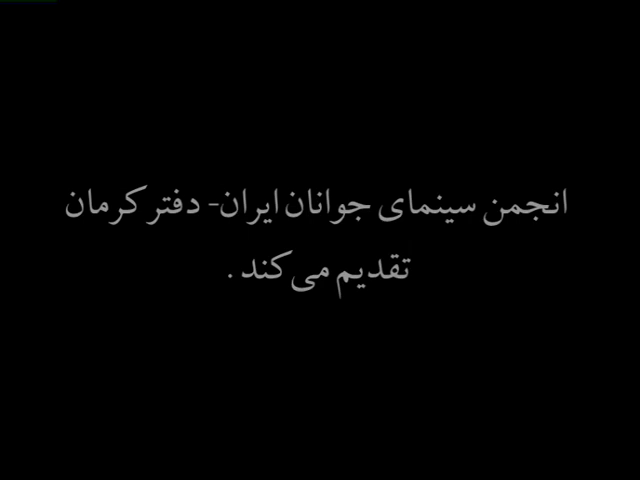 انجمن سینمای جوانان ایران- دفتر کرمان
تقدیم می‌کند .